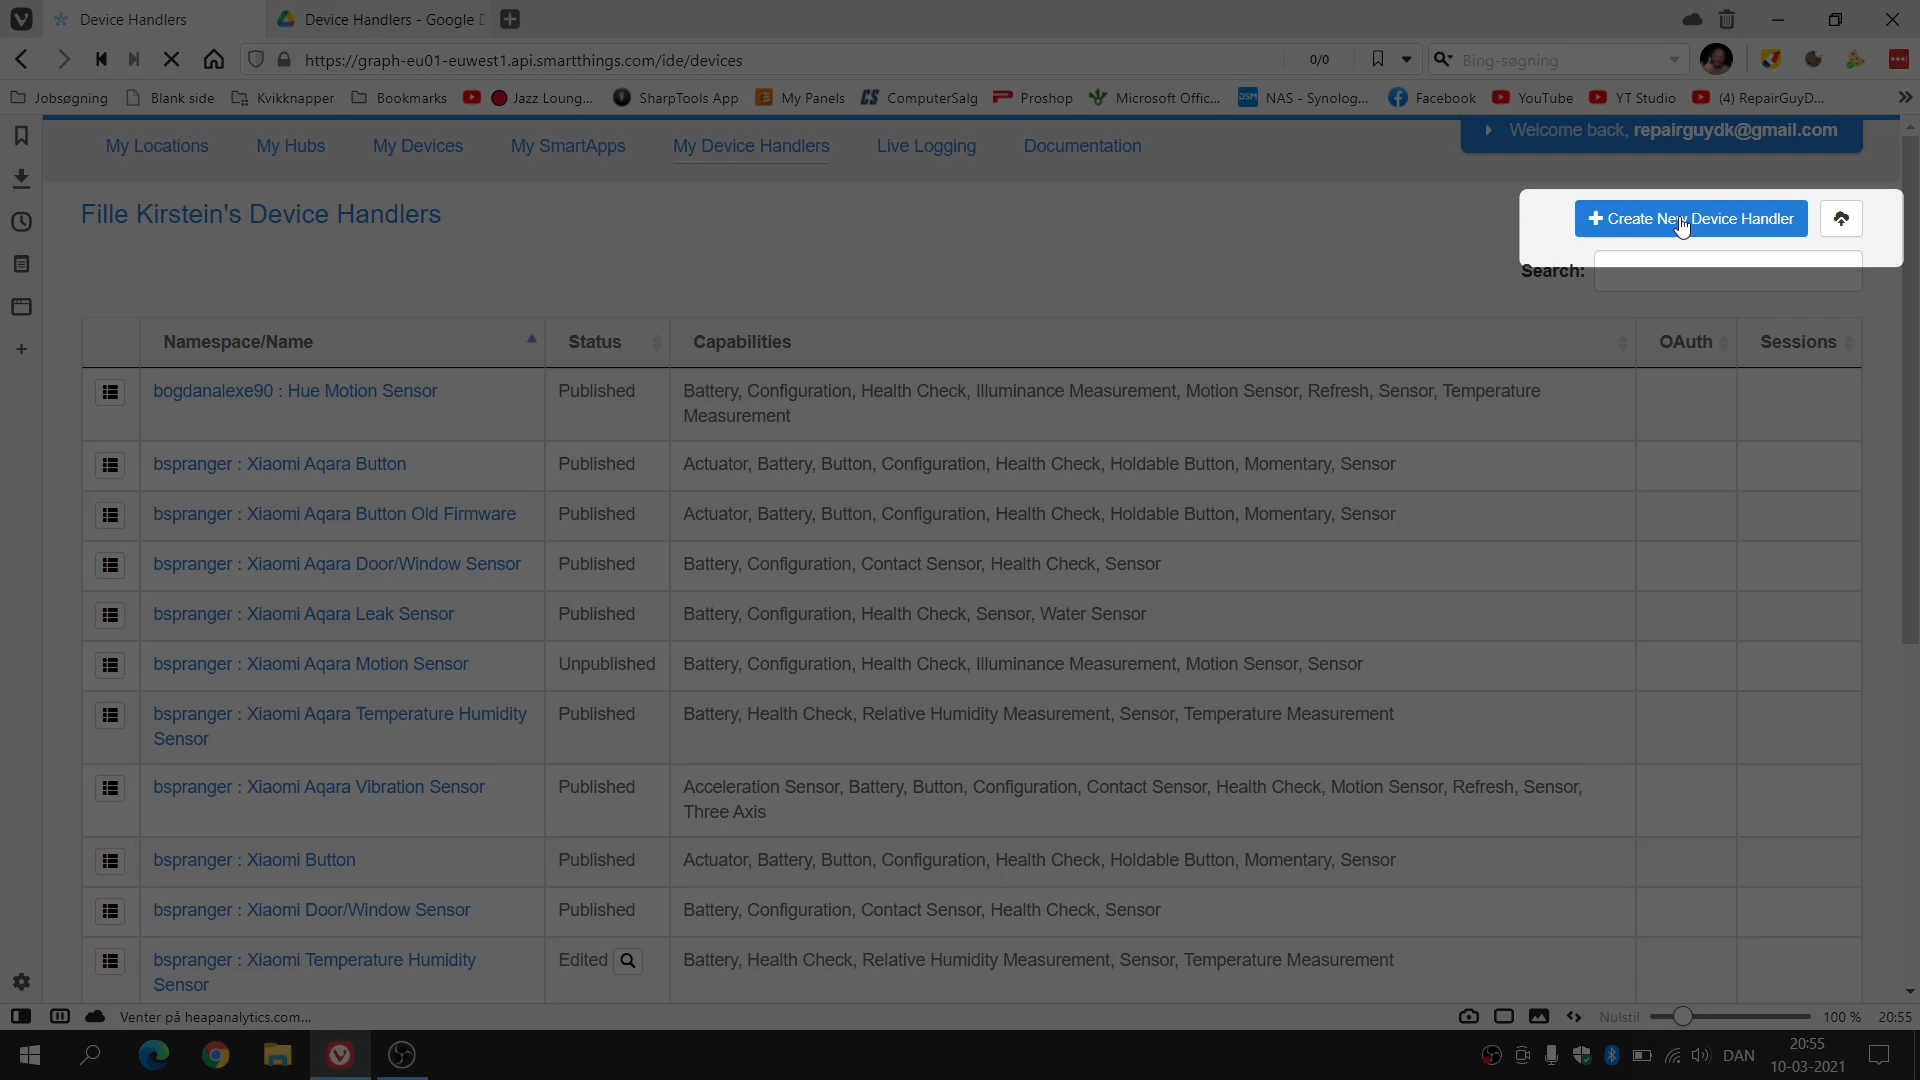 Device Handlers
Device Handlers - Google D
https://graph-eu01-euwest1.api.smartthings.com/ide/devices
0/0
Bing-søgning
Jobsøgning
Blank side
Kvikknapper
Bookmarks
Jazz Loung...
SharpTools App
My Panels
ComputerSalg
Proshop
Microsoft Offic...
NAS - Synolog...
Facebook
YouTube
YT Studio
(4) RepairGuyD...
My Locations
My Hubs
My Devices
My SmartApps
My Device Handlers
Live Logging
Documentation
Welcome back, repairguydk@gmail.com
Fille Kirstein's Device Handlers
Create New Device Handler
Search:
Namespace/Name
Status
Capabilities
OAuth
Sessions
bogdanalexe90 : Hue Motion Sensor
Published
Battery, Configuration, Health Check, Illuminance Measurement, Motion Sensor, Refresh, Sensor, Temperature
Measurement
bspranger : Xiaomi Aqara Button
Published
Actuator, Battery, Button, Configuration, Health Check, Holdable Button, Momentary, Sensor
bspranger : Xiaomi Aqara Button Old Firmware
Published
Actuator, Battery, Button, Configuration, Health Check, Holdable Button, Momentary, Sensor
bspranger : Xiaomi Aqara Door/Window Sensor
Published
Battery, Configuration, Contact Sensor, Health Check, Sensor
bspranger : Xiaomi Aqara Leak Sensor
Published
Battery, Configuration, Health Check, Sensor, Water Sensor
bspranger : Xiaomi Aqara Motion Sensor
Unpublished
Battery, Configuration, Health Check, Illuminance Measurement, Motion Sensor, Sensor
bspranger : Xiaomi Aqara Temperature Humidity
Sensor
Published
Battery, Health Check, Relative Humidity Measurement, Sensor, Temperature Measurement
bspranger : Xiaomi Aqara Vibration Sensor
Published
Acceleration Sensor, Battery, Button, Configuration, Contact Sensor, Health Check, Motion Sensor, Refresh, Sensor,
Three Axis
bspranger : Xiaomi Button
Published
Actuator, Battery, Button, Configuration, Health Check, Holdable Button, Momentary, Sensor
bspranger : Xiaomi Door/Window Sensor
Published
Battery, Configuration, Contact Sensor, Health Check, Sensor
bspranger : Xiaomi Temperature Humidity
Sensor
Edited
Battery, Health Check, Relative Humidity Measurement, Sensor, Temperature Measurement
Venter på heapanalytics.com...
Nulstil
100 %
20:55
DAN
20:55
10-03-2021